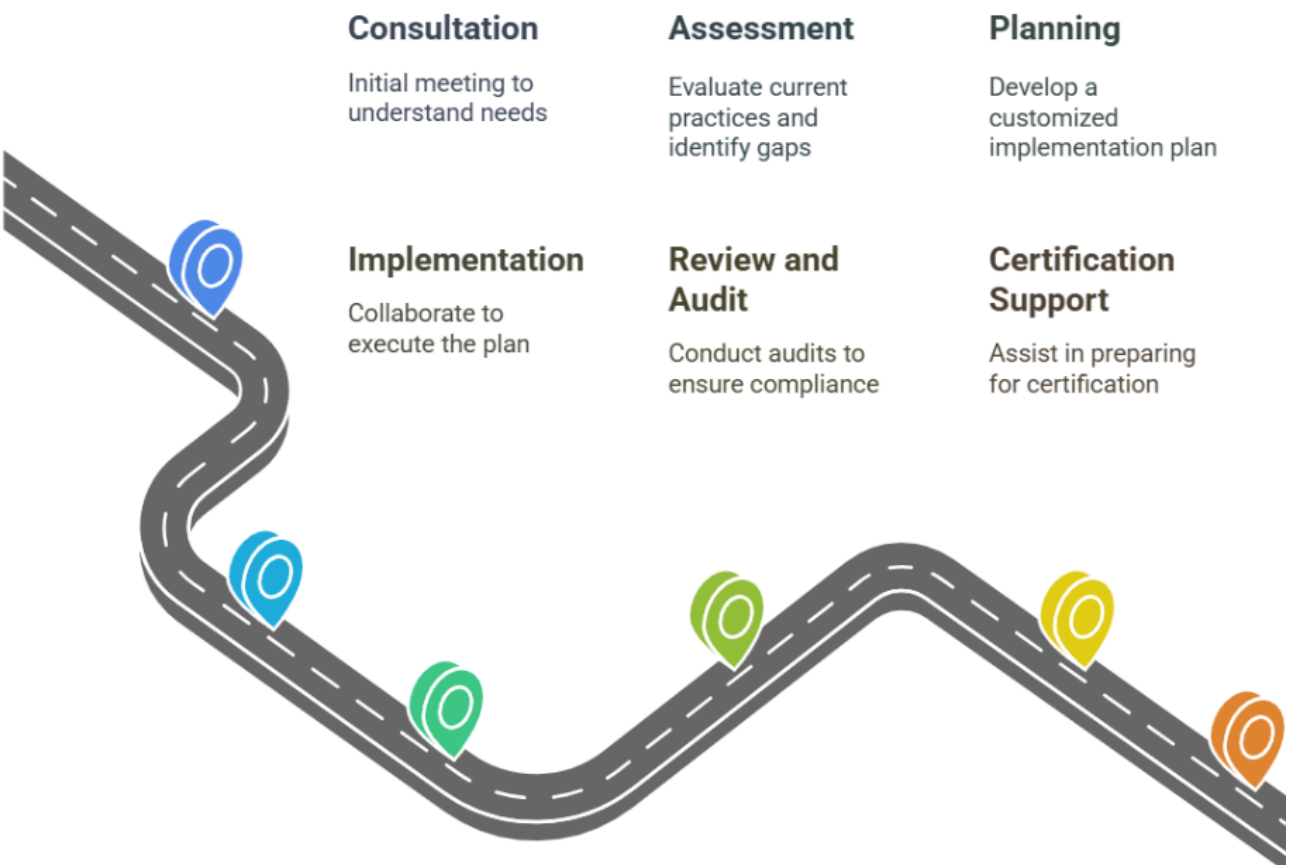 Consultation
Initial meeting to
understand needs
Assessment
Evaluate current
practices and
identify gaps
Planning
Develop a
customized
implementation plan
Implementation
Collaborate to
execute the plan
Review and
Audit
Conduct audits to
ensure compliance
Certification
Support
Assist in preparing
for certification